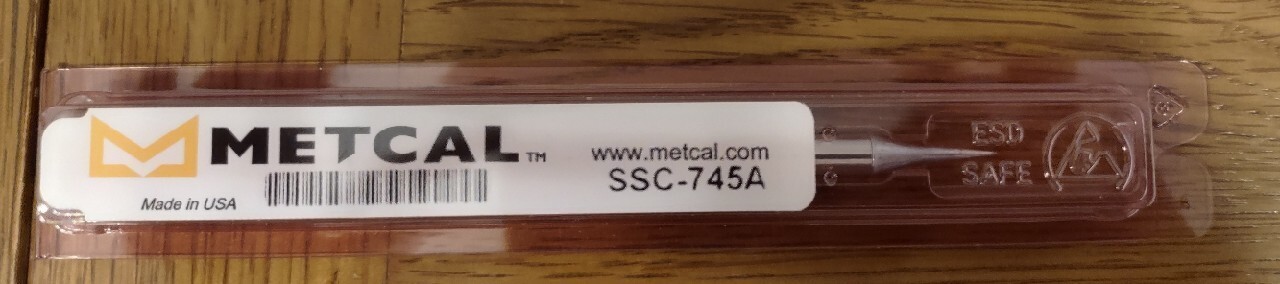 METCAL™
www.metcal.com
SSC-745A
Made in USA
ESD
SAFE